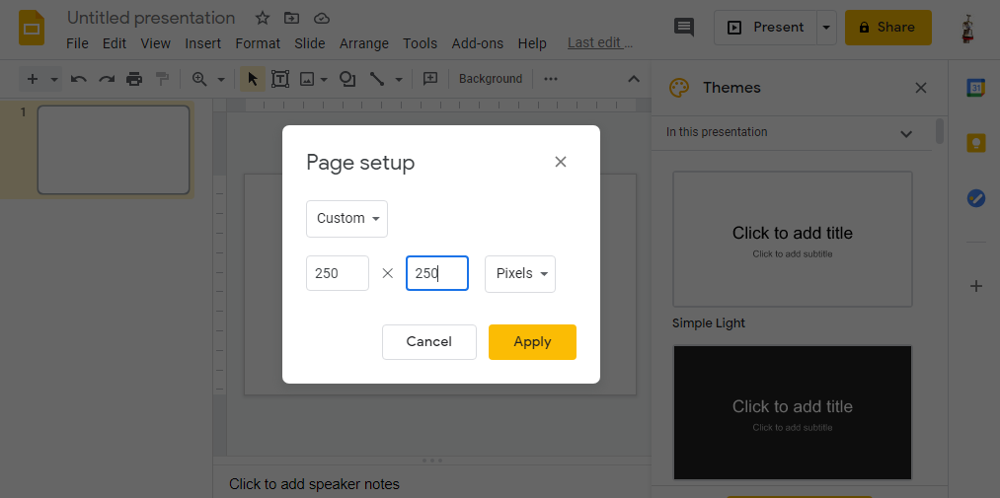 Untitled presentation
File Edit View Insert Format Slide Arrange Tools Add-ons Help Last edit ...
Present
Share
Background
Themes
31
1
In this presentation
Page setup
Custom
250 × 250 Pixels
Cancel Apply
Click to add title
Click to add subtitle
Simple Light
Click to add title
Click to add subtitle
Click to add speaker notes